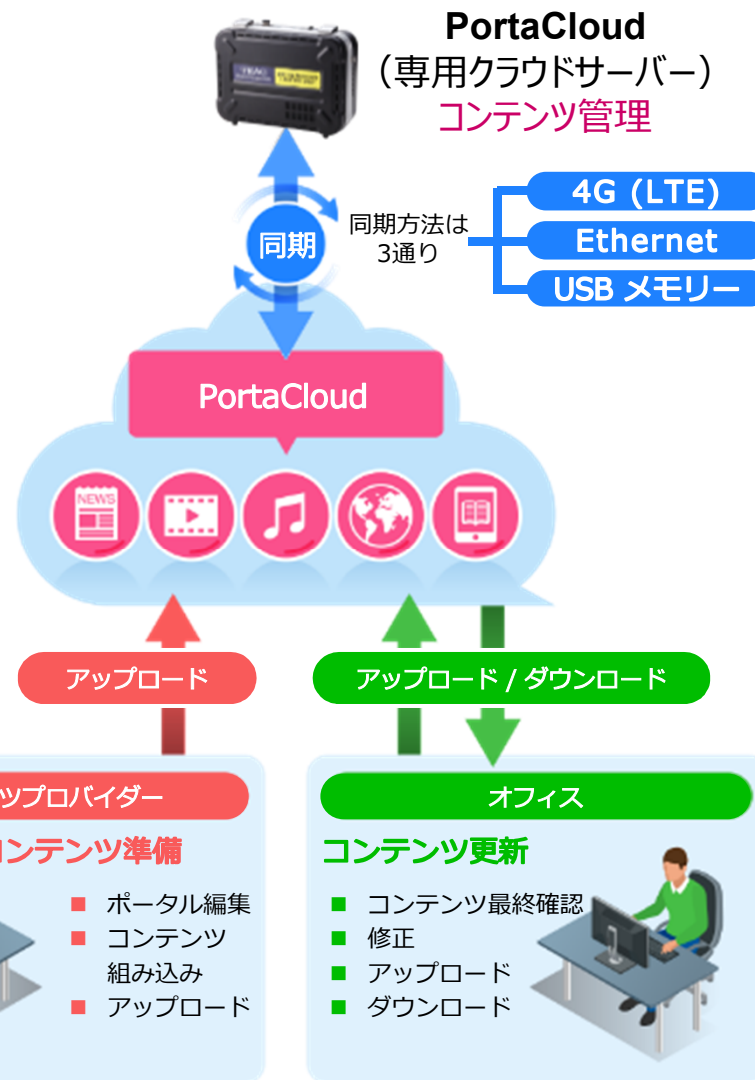 PortaCloud
（専用クラウドサーバー）
コンテンツ管理
TEAC
同期
同期方法は
3通り
4G (LTE)
Ethernet
USB メモリー
PortaCloud
NEWS
アップロード
アップロード / ダウンロード
ツプロバイダー
ンテンツ準備
■ ポータル編集
■ コンテンツ
組み込み
■ アップロード
オフィス
コンテンツ更新
■ コンテンツ最終確認
■ 修正
■ アップロード
■ ダウンロード